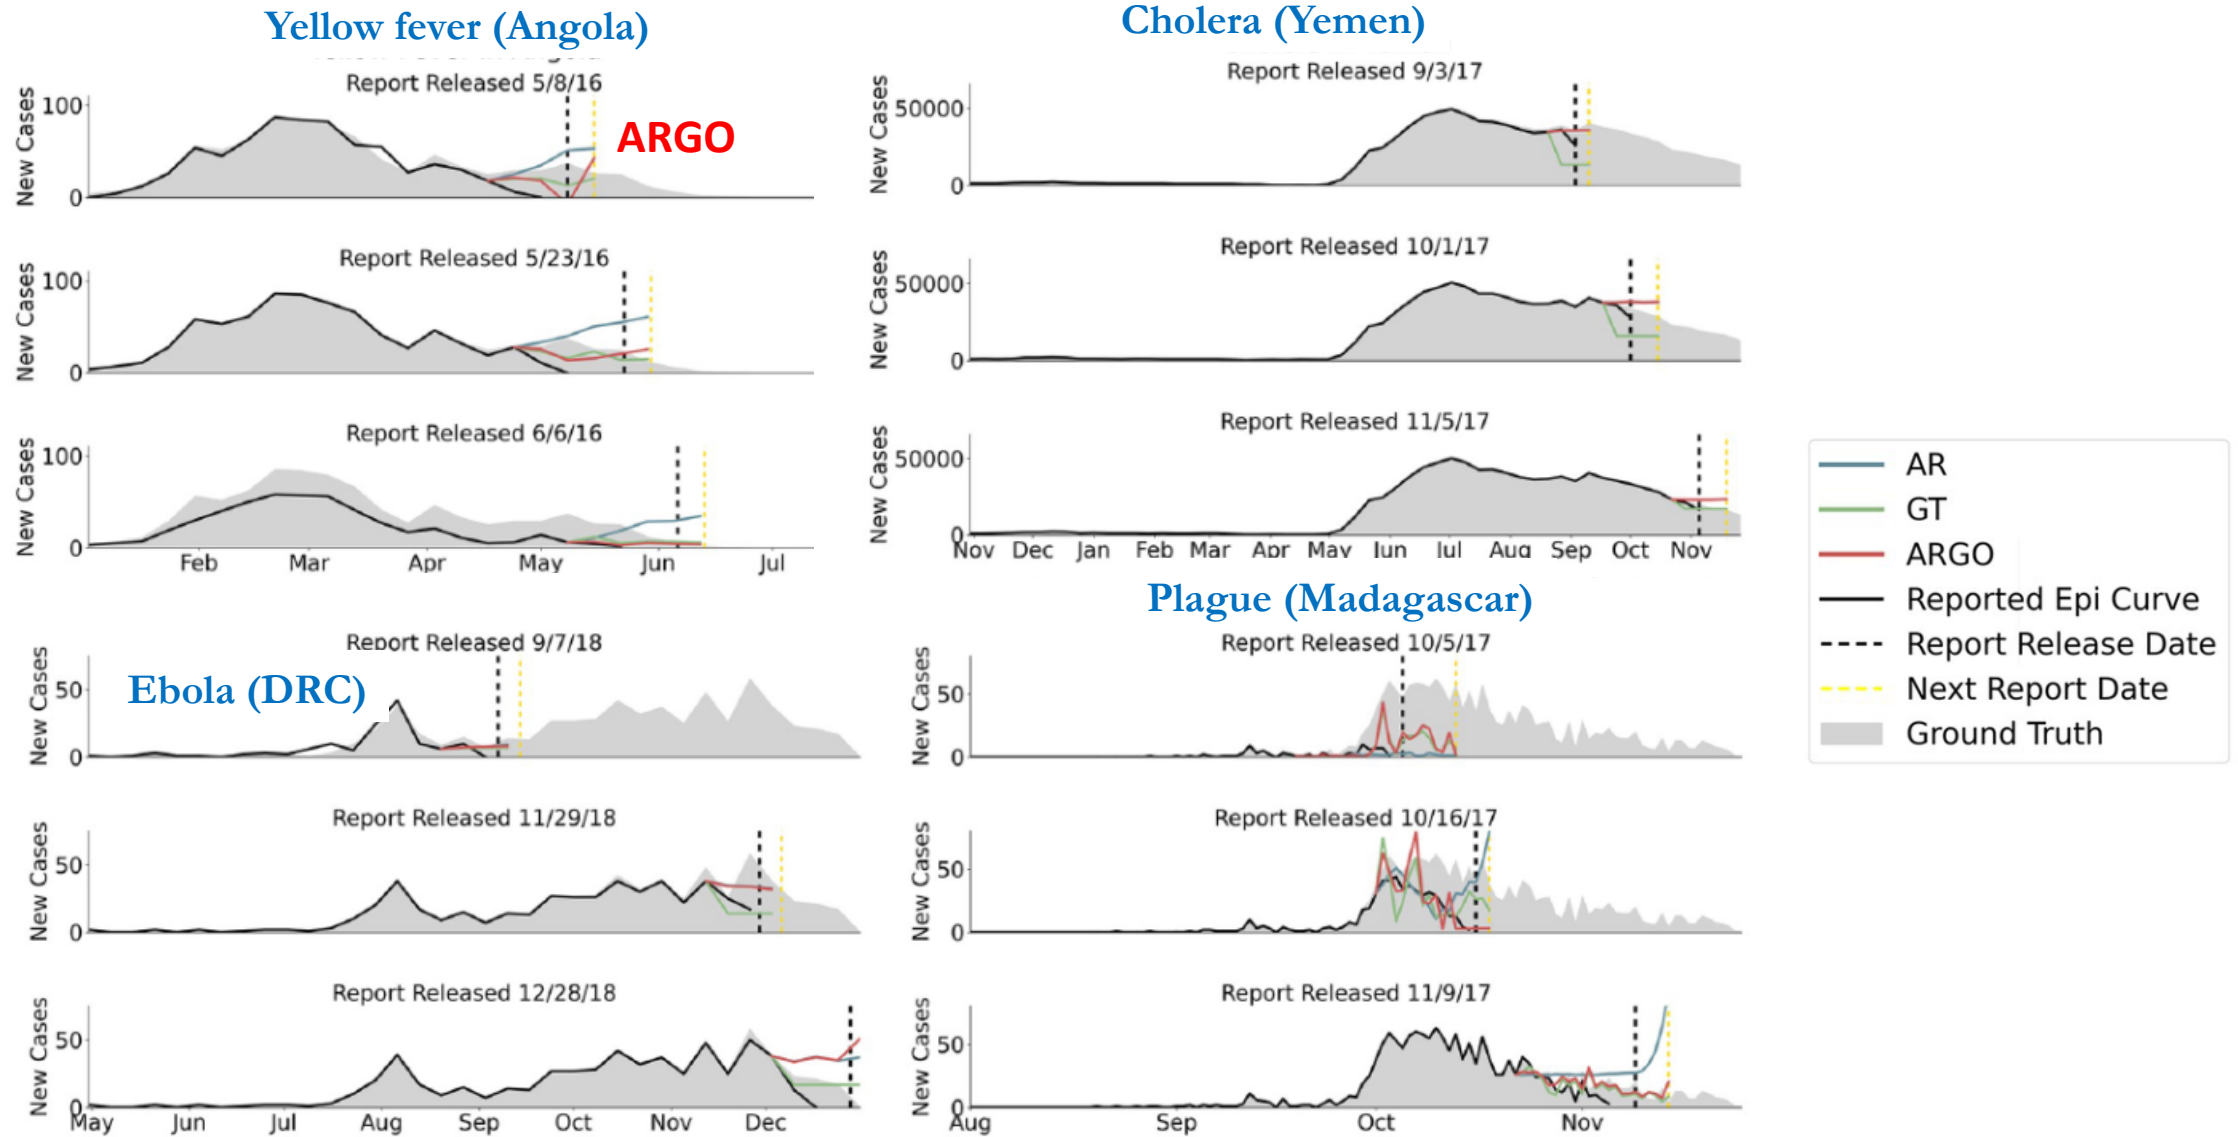 Yellow fever (Angola)
Report Released 5/8/16
New Cases
100
0
ARGO
Report Released 5/23/16
New Cases
100
0
Report Released 6/6/16
New Cases
100
0
Feb Mar Apr May Jun Jul
Cholera (Yemen)
Report Released 9/3/17
New Cases
50000
0
Report Released 10/1/17
New Cases
50000
0
Report Released 11/5/17
New Cases
50000
0
Nov Dec Jan Feb Mar Apr May Jun Jul Aug Sep Oct Nov
AR
GT
ARGO
Reported Epi Curve
Report Release Date
Next Report Date
Ground Truth
Report Released 9/7/18
Ebola (DRC)
New Cases
50
0
Report Released 11/29/18
New Cases
50
0
Report Released 12/28/18
New Cases
50
0
May Jun Jul Aug Sep Oct Nov Dec
Plague (Madagascar)
Report Released 10/5/17
New Cases
50
0
Report Released 10/16/17
New Cases
50
0
Report Released 11/9/17
New Cases
50
0
Aug Sep Oct Nov